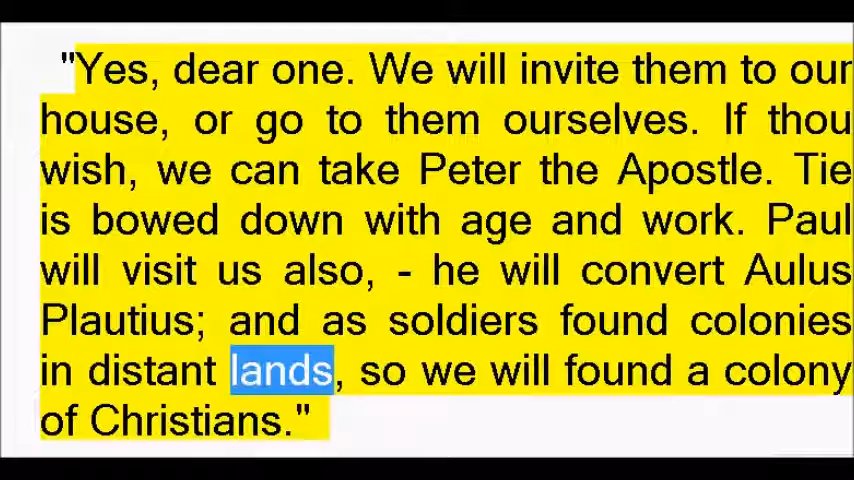 "Yes, dear one. We will invite them to our
house, or go to them ourselves. If thou
wish, we can take Peter the Apostle. Tie
is bowed down with age and work. Paul
will visit us also, - he will convert Aulus
Plautius; and as soldiers found colonies
in distant lands, so we will found a colony
of Christians."